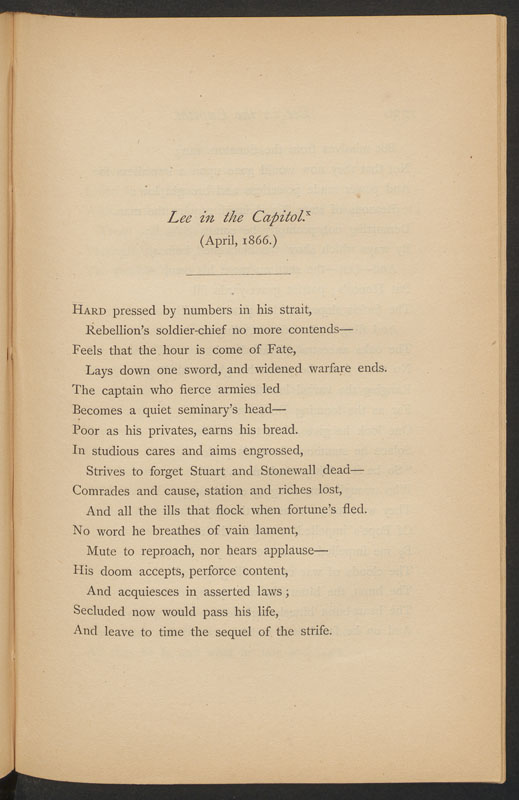 Lee in the Capitol.x
(April, 1866.)
HARD pressed by numbers in his strait,
Rebellion's soldier-chief no more contends—
Feels that the hour is come of Fate,
Lays down one sword, and widened warfare ends.
The captain who fierce armies led
Becomes a quiet seminary's head—
Poor as his privates, earns his bread.
In studious cares and aims engrossed,
Strives to forget Stuart and Stonewall dead—
Comrades and cause, station and riches lost,
And all the ills that flock when fortune's fled.
No word he breathes of vain lament,
Mute to reproach, nor hears applause—
His doom accepts, perforce content,
And acquiesces in asserted laws;
Secluded now would pass his life,
And leave to time the sequel of the strife.